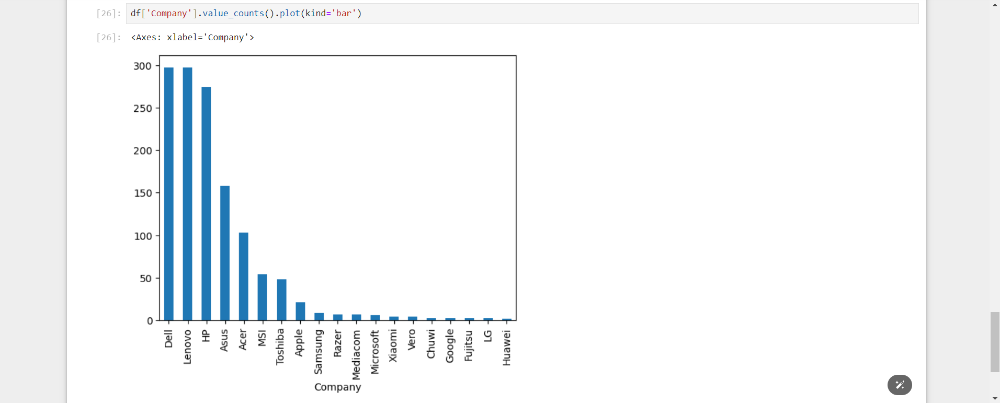 [26]: df['Company'].value_counts().plot(kind='bar')
[26]: <Axes: xlabel='Company'>
300
250
200
150
100
50
0
Dell Lenovo HP Asus Acer MSI Toshiba Apple Samsung Razer Mediacom Microsoft Xiaomi Vero Chuwi Google Fujitsu LG Huawei
Company